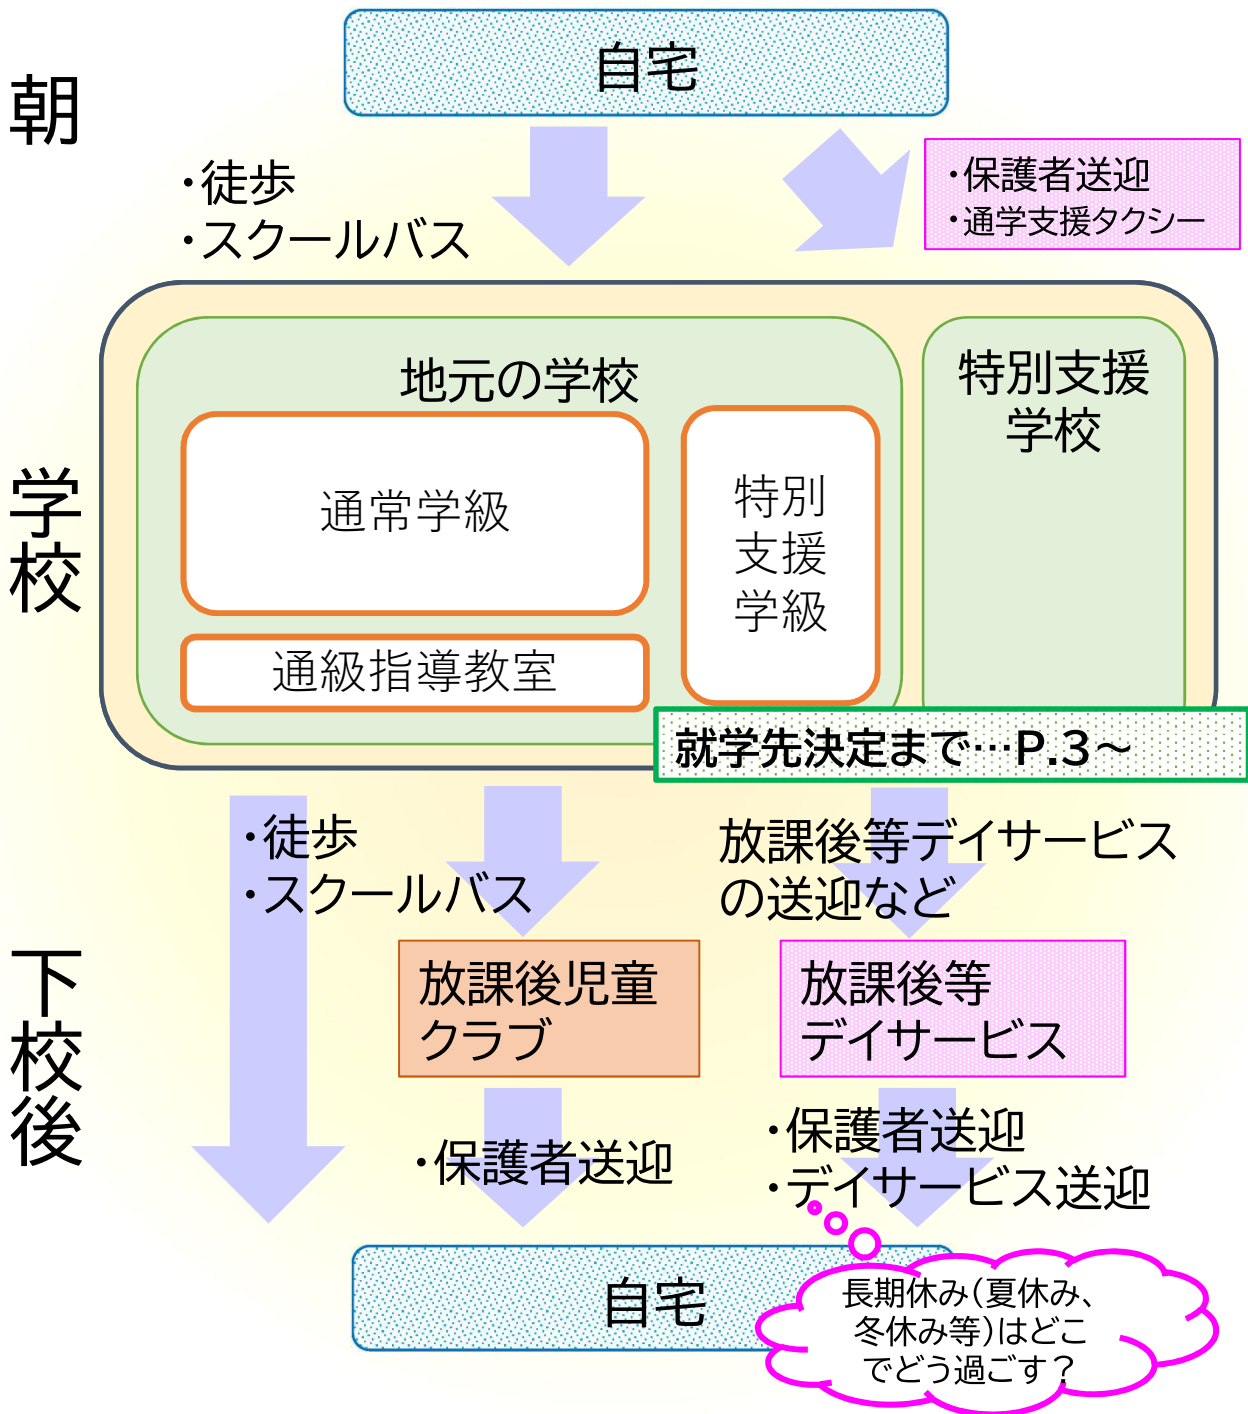 朝
自宅
・徒歩
・スクールバス
・保護者送迎
・通学支援タクシー
学校
地元の学校
通常学級
通級指導教室
特別
支援
学級
特別支援
学校
就学先決定まで…P.3～
下校後
・徒歩
・スクールバス
放課後等デイサービス
の送迎など
放課後児童
クラブ
放課後等
デイサービス
・保護者送迎
・保護者送迎
・デイサービス送迎
自宅
長期休み（夏休み、
冬休み等）はどこ
でどう過ごす？